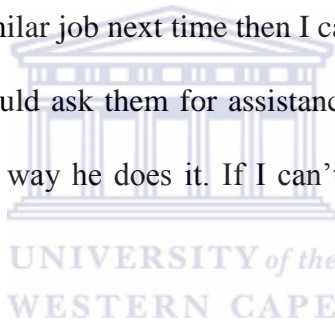 milar job next time then I ca
uld ask them for assistanc
way he does it. If I can't
UNIVERSITY of the
WESTERN CAPE